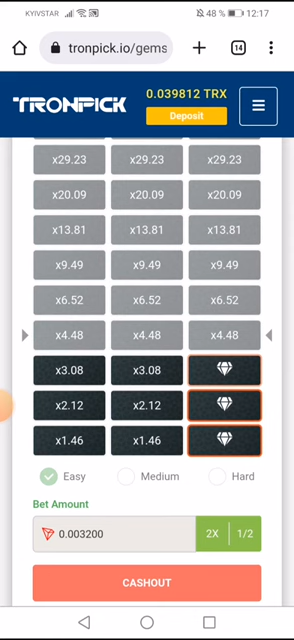 KYIVSTAR 48 % 12:17
tronpick.io/gems 14
TRONPICK
0.039812 TRX
Deposit
x29.23 x29.23 x29.23
x20.09 x20.09 x20.09
x13.81 x13.81 x13.81
x9.49 x9.49 x9.49
x6.52 x6.52 x6.52
x4.48 x4.48 x4.48
x3.08 x3.08
x2.12 x2.12
x1.46 x1.46
Easy Medium Hard
Bet Amount
0.003200 2X 1/2
CASHOUT